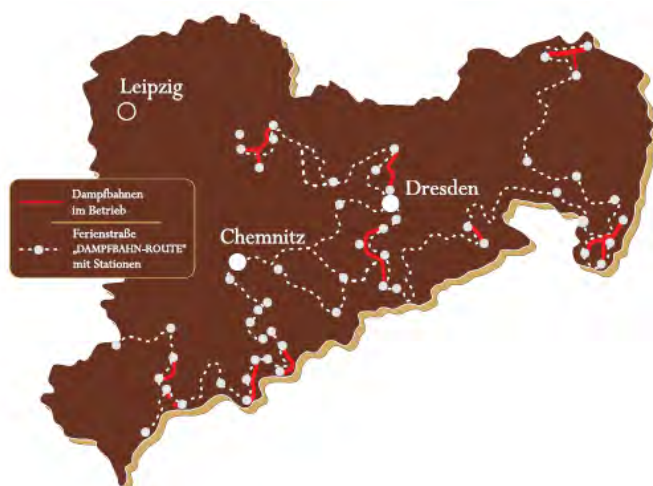 Leipzig
Dresden
Chemnitz
Dampfbahnen
im Betrieb
Ferienstraße
„DAMPFBAHN-ROUTE“
mit Stationen